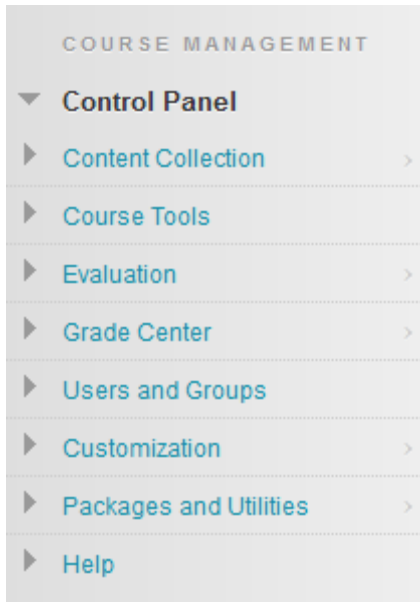 COURSE MANAGEMENT
Control Panel
Content Collection
Course Tools
Evaluation
Grade Center
Users and Groups
Customization
Packages and Utilities
Help